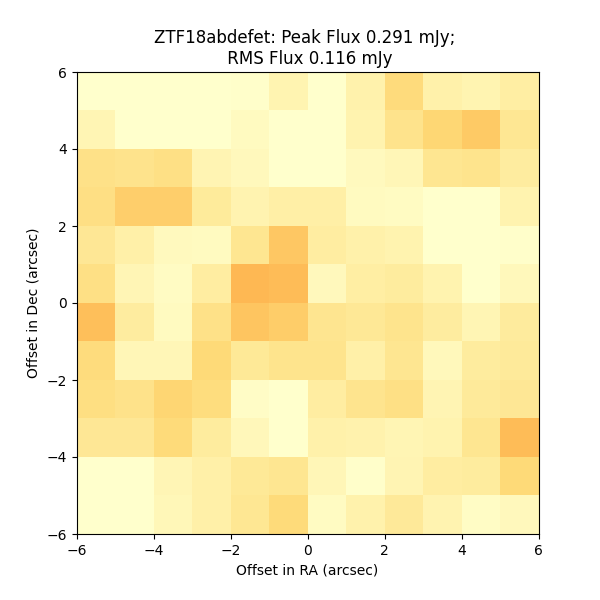 ZTF18abdefet: Peak Flux 0.291 mJy;
RMS Flux 0.116 mJy
6
4
2
0
−2
−4
−6
Offset in Dec (arcsec)
−6 −4 −2 0 2 4 6
Offset in RA (arcsec)